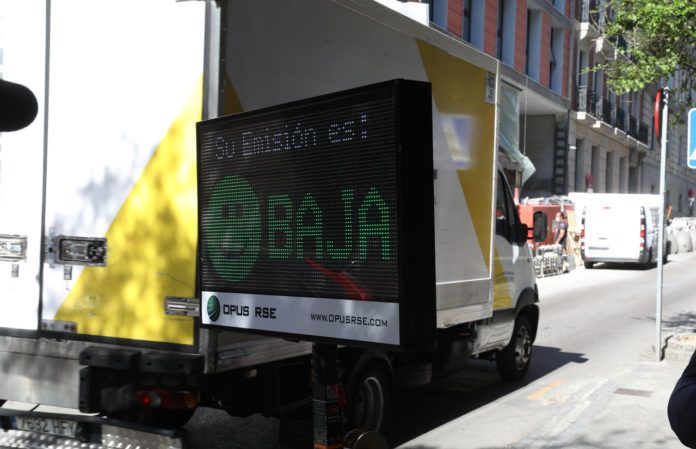 Su Emisión es:
BAJA
OPUS RSE
WWW.OPUSRSE.COM